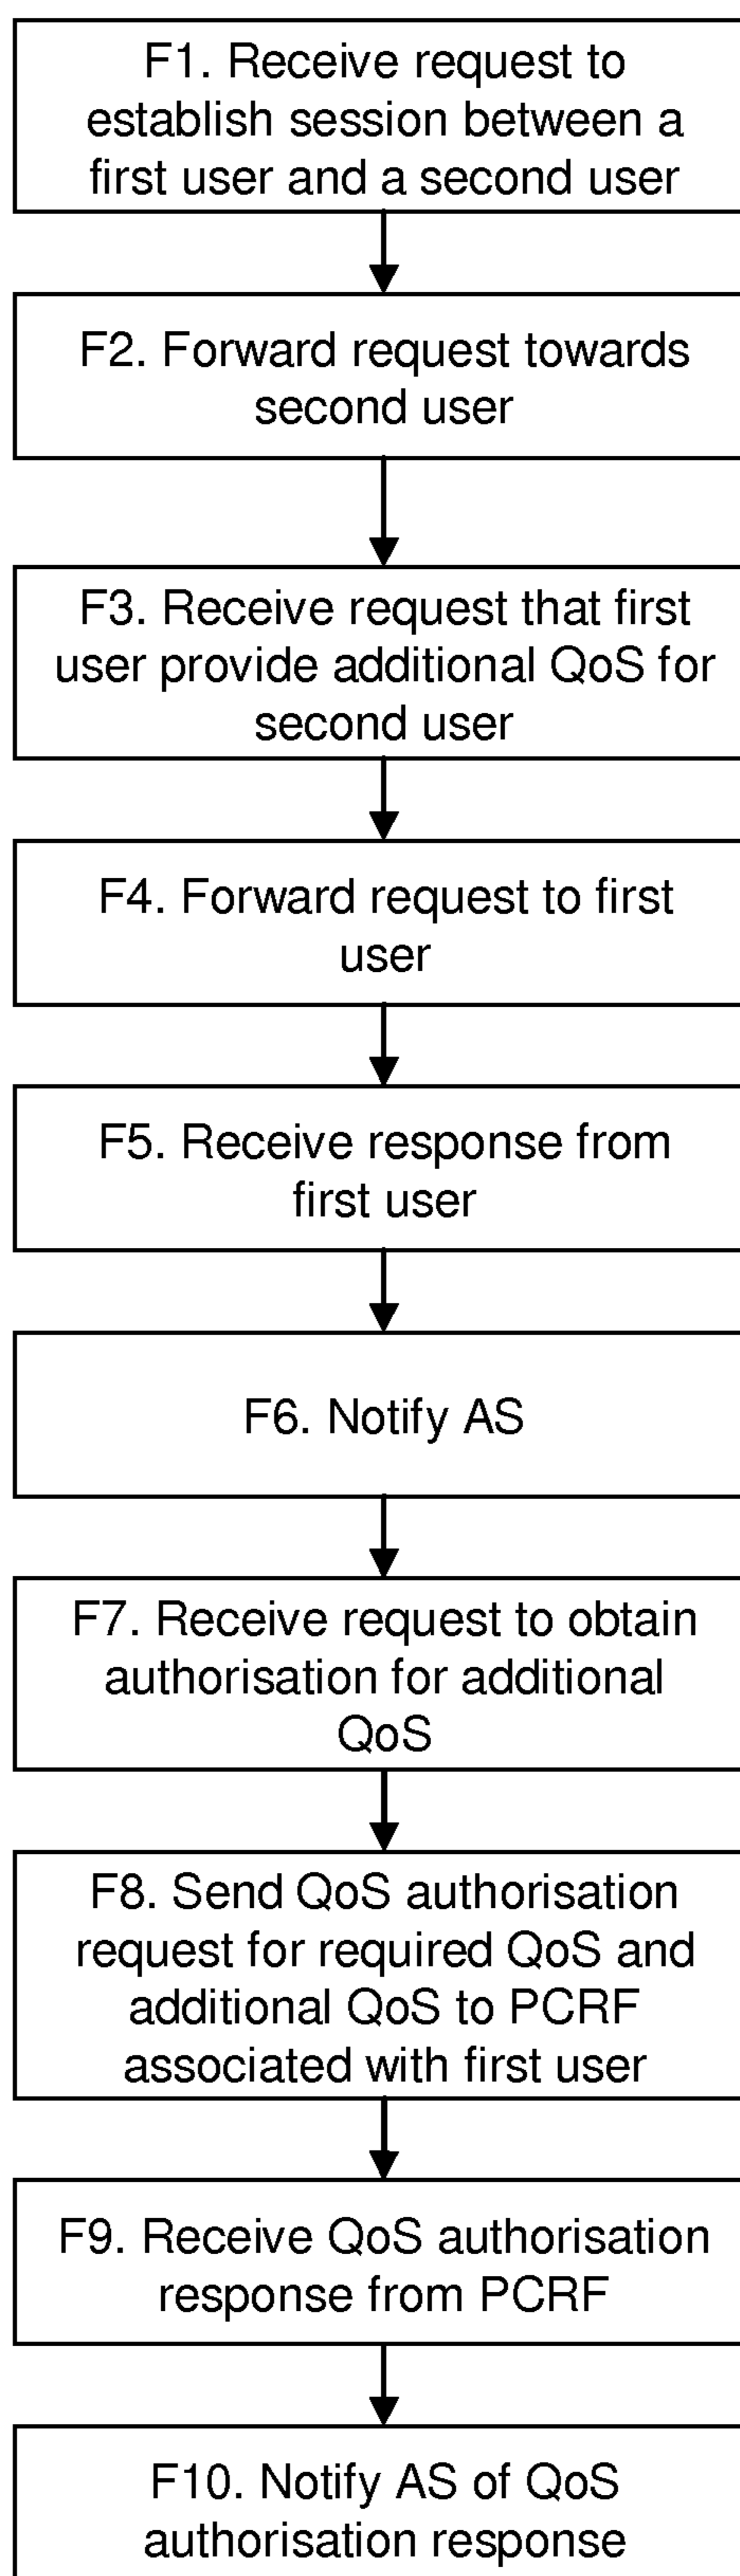 F1. Receive request to
establish session between a
first user and a second user
F2. Forward request towards
second user
F3. Receive request that first
user provide additional QoS for
second user
F4. Forward request to first
user
F5. Receive response from
first user
F6. Notify AS
F7. Receive request to obtain
authorisation for additional
QoS
F8. Send QoS authorisation
request for required QoS and
additional QoS to PCRF
associated with first user
F9. Receive QoS authorisation
response from PCRF
F10. Notify AS of QoS
authorisation response